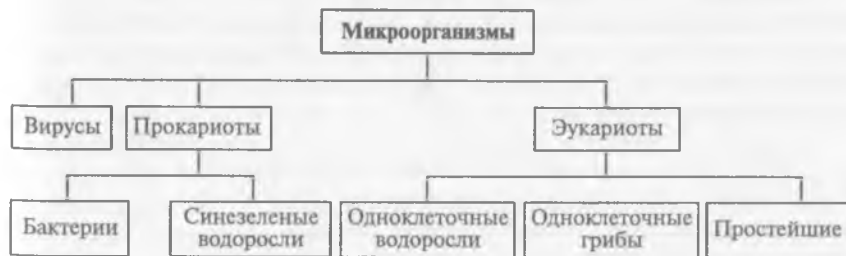 Микроорганизмы
Вирусы
Прокариоты
Эукариоты
Бактерии
Синезеленые
водоросли
Одноклеточные
водоросли
Одноклеточные
грибы
Простейшие